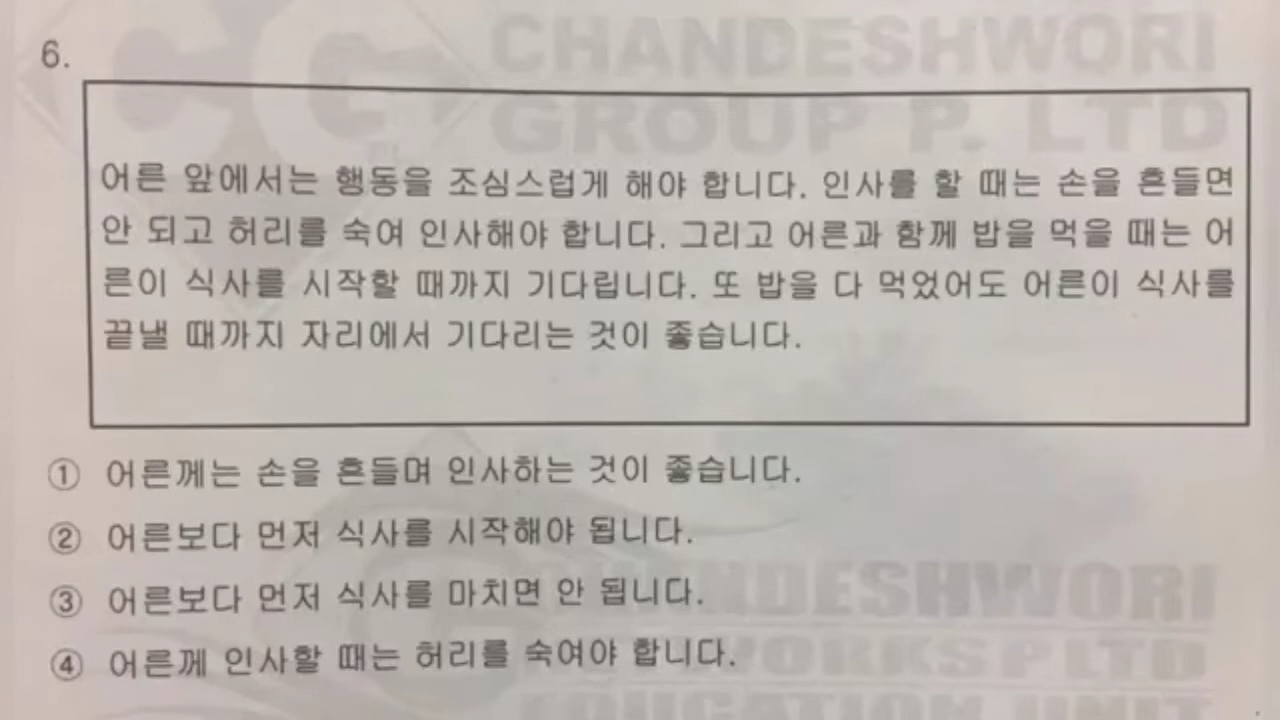 CHANDESHWORI
GROUP P. LTD
6.
어른 앞에서는 행동을 조심스럽게 해야 합니다. 인사를 할 때는 손을 흔들면
안 되고 허리를 숙여 인사해야 합니다. 그리고 어른과 함께 밥을 먹을 때는 어
른이 식사를 시작할 때까지 기다립니다. 또 밥을 다 먹었어도 어른이 식사를
끝낼 때까지 자리에서 기다리는 것이 좋습니다.
① 어른께는 손을 흔들며 인사하는 것이 좋습니다.
② 어른보다 먼저 식사를 시작해야 됩니다.
③ 어른보다 먼저 식사를 마치면 안 됩니다.
④ 어른께 인사할 때는 허리를 숙여야 합니다.
P LTD
EDUCATION UNIT